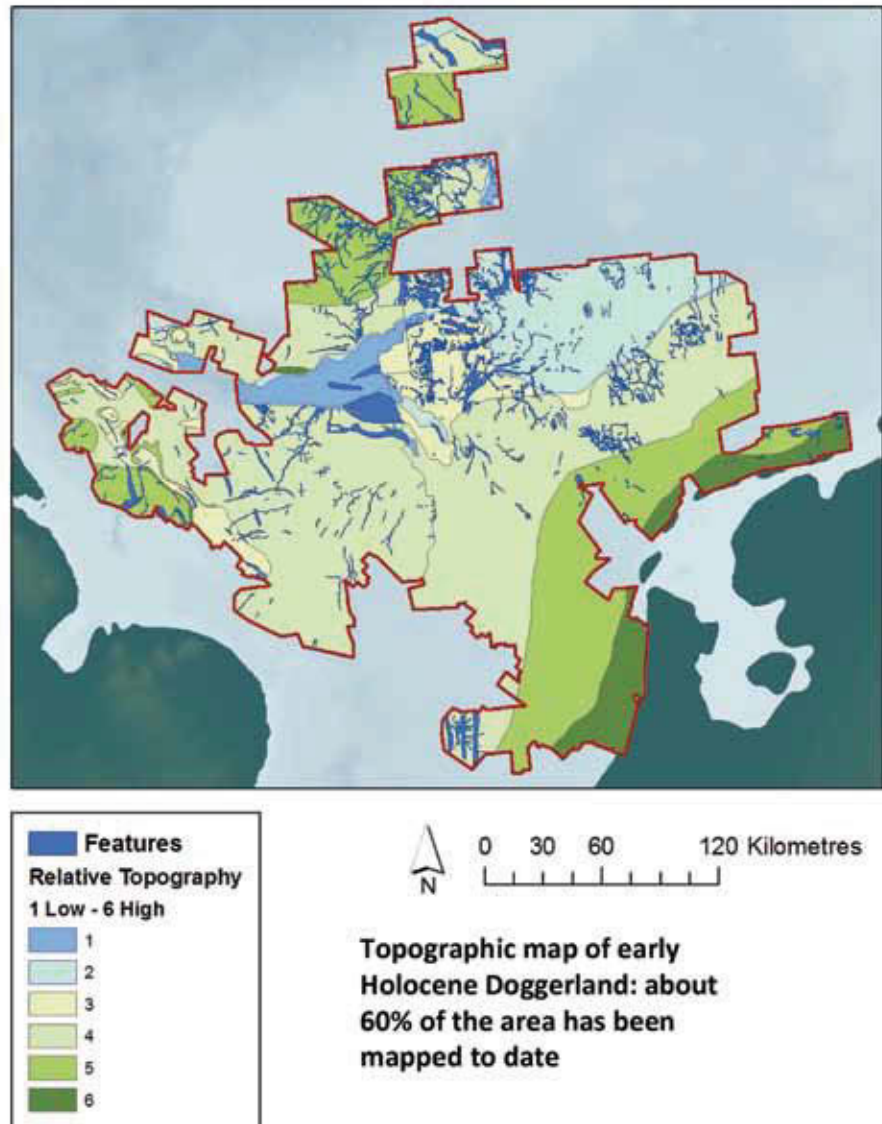 Features
Relative Topography
1 Low - 6 High
1
2
3
4
5
6
N
0 30 60 120 Kilometres
Topographic map of early
Holocene Doggerland: about
60% of the area has been
mapped to date